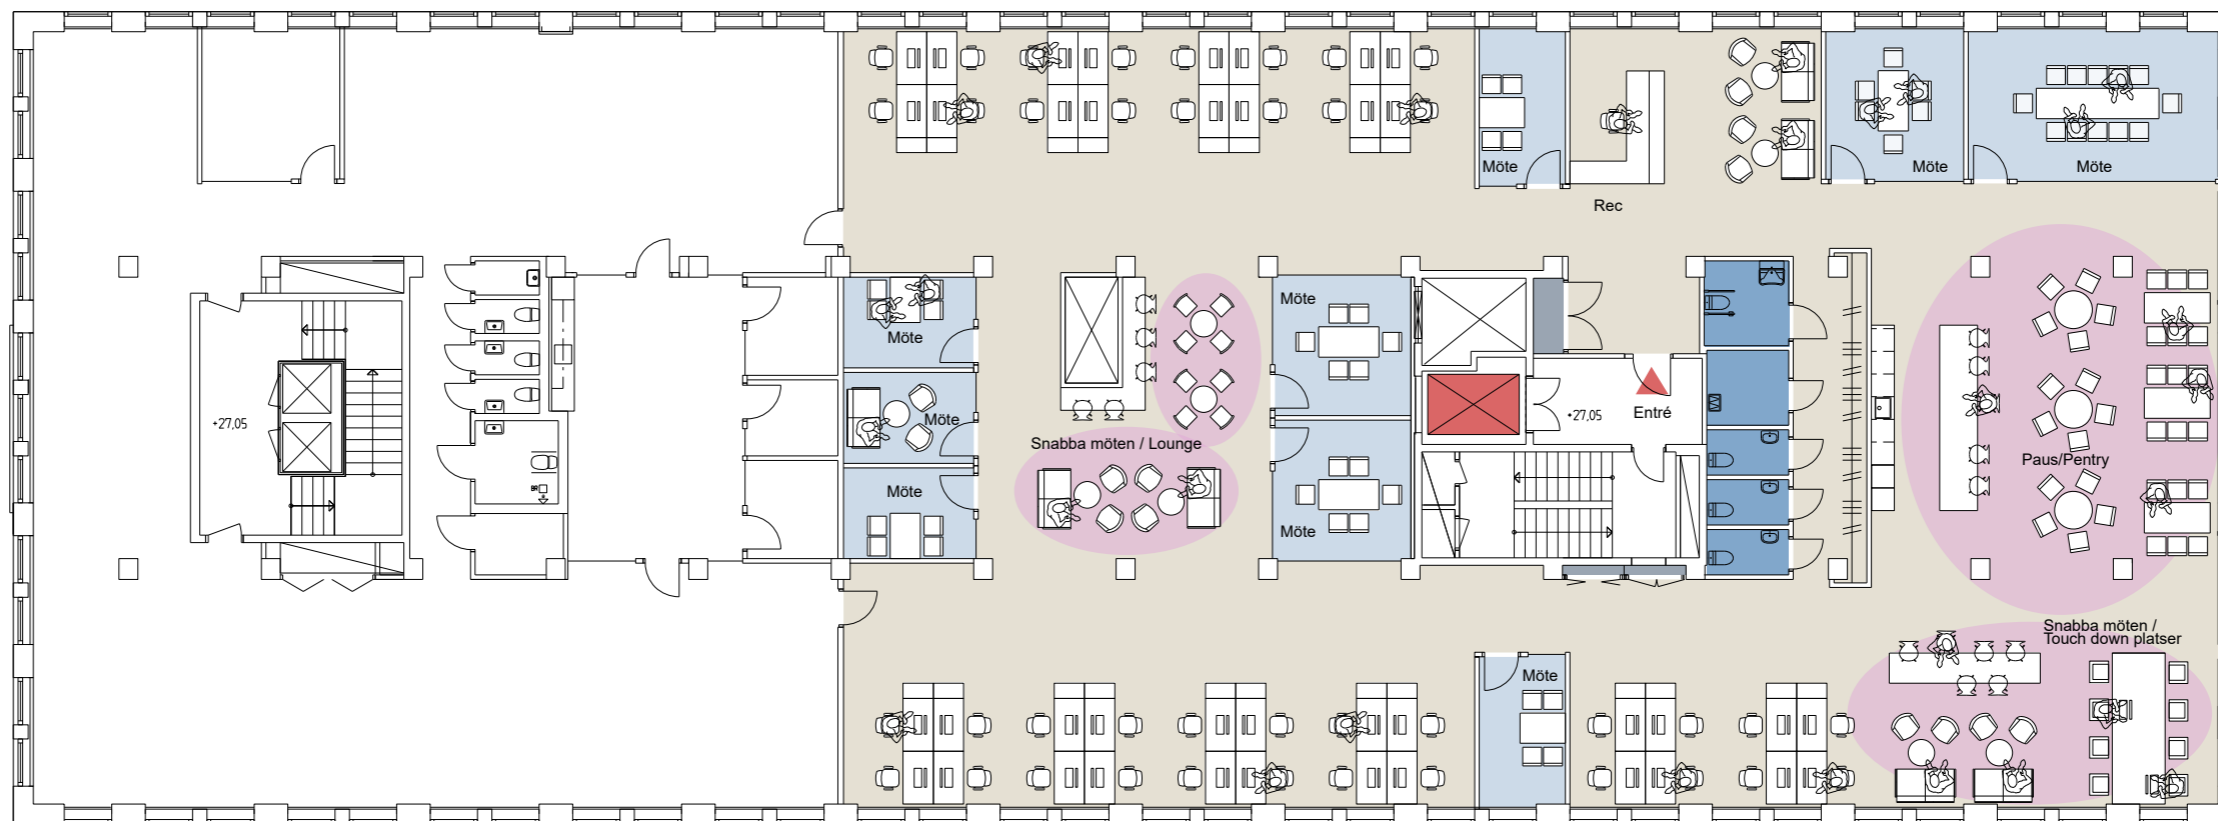 Möte
Möte
Möte
Rec
Möte
Möte
Möte
Entré
+27,05
+27,05
Snabba möten / Lounge
Paus/Pentry
Möte
Möte
Snabba möten /
Touch down platser
Möte